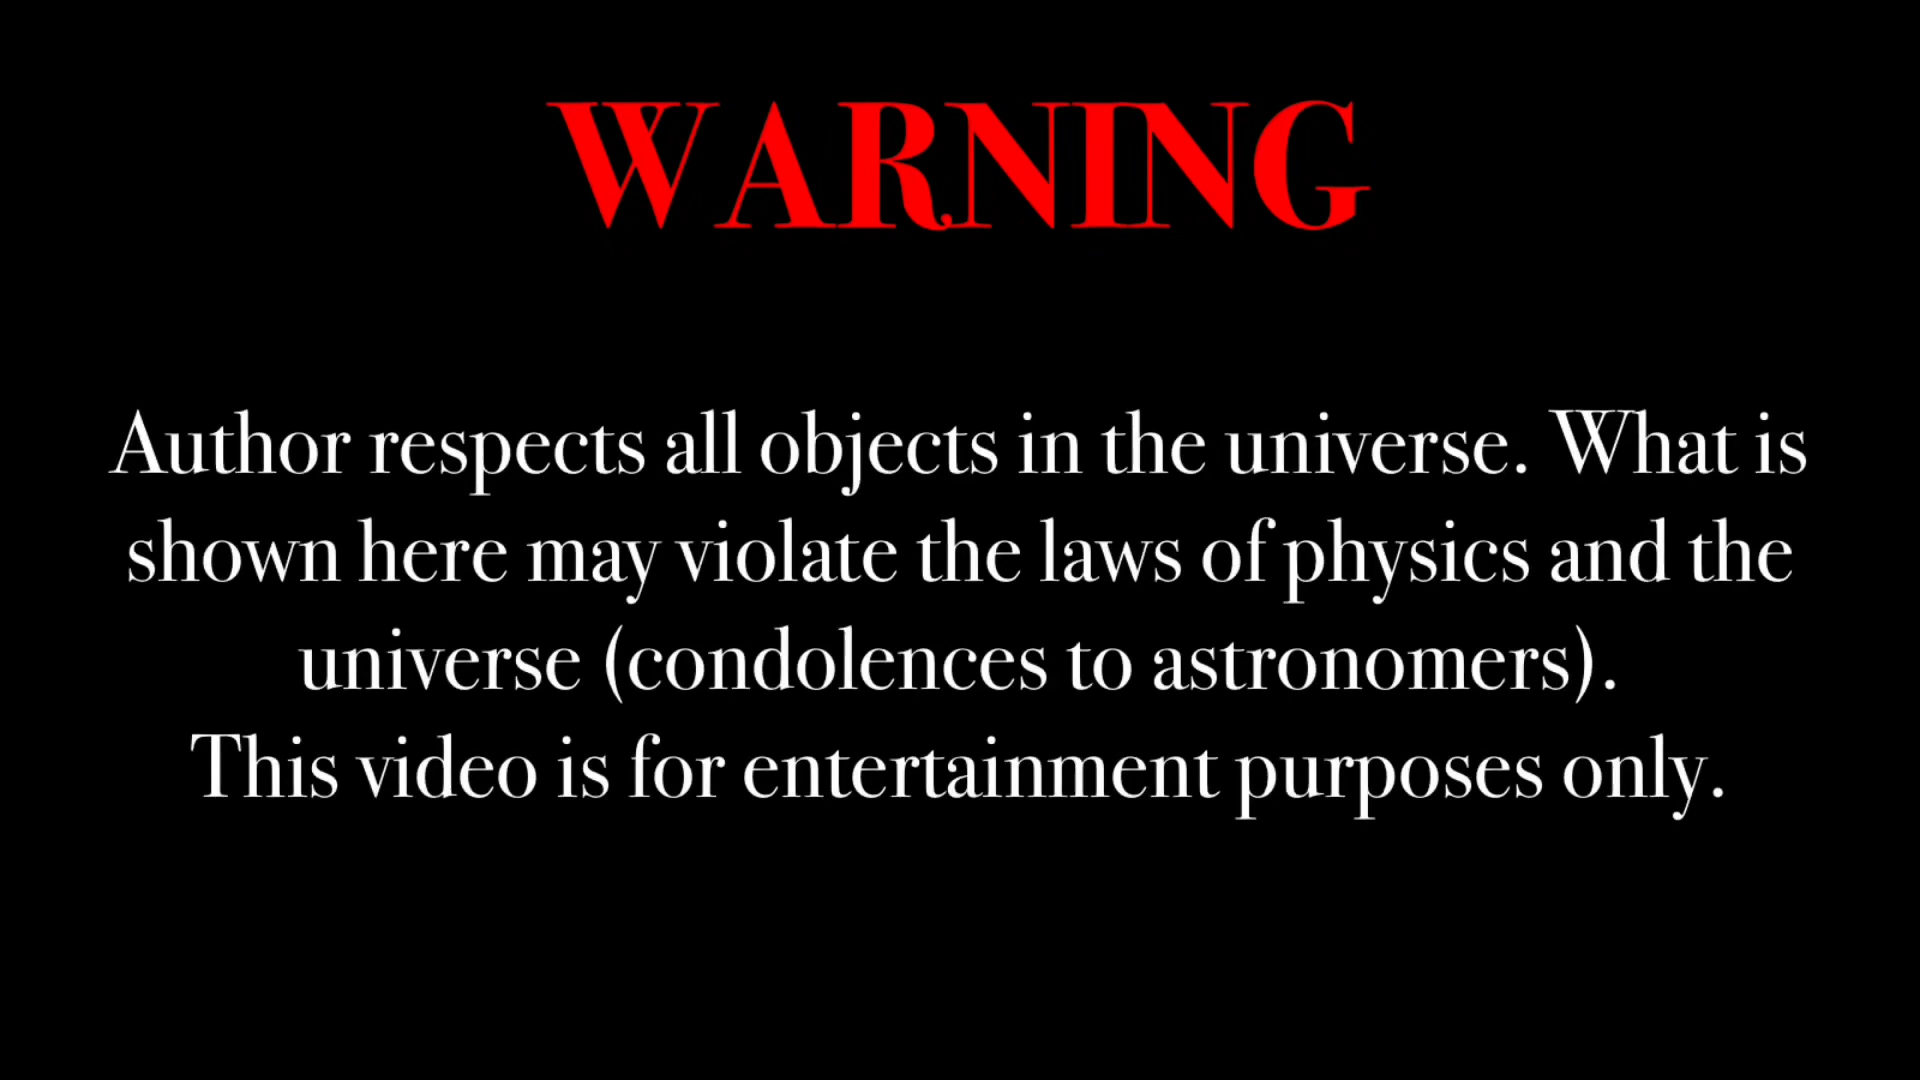 WARNING
Author respects all objects in the universe. What is
shown here may violate the laws of physics and the
universe (condolences to astronomers).
This video is for entertainment purposes only.